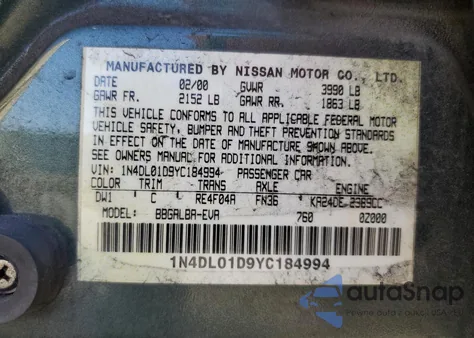 MANUFACTURED BY NISSAN MOTOR CO., LTD.
DATE 02/00 GVWR 3990 LB
GAWR FR. 2152 LB GAWR RR. 1863 LB
THIS VEHICLE CONFORMS TO ALL APPLICABLE FEDERAL MOTOR
VEHICLE SAFETY, BUMPER AND THEFT PREVENTION STANDARDS
IN EFFECT ON THE DATE OF MANUFACTURE SHOWN ABOVE.
SEE OWNERS MANUAL FOR ADDITIONAL INFORMATION.
VIN: 1N4DL01D9YC184994 PASSENGER CAR
COLOR TRIM TRANS AXLE ENGINE
DW1 C RE4F04A FN36 KA24DE 2389CC
MODEL: BBGALBA-EVA 760 0Z000
1N4DL01D9YC184994
autoSnap